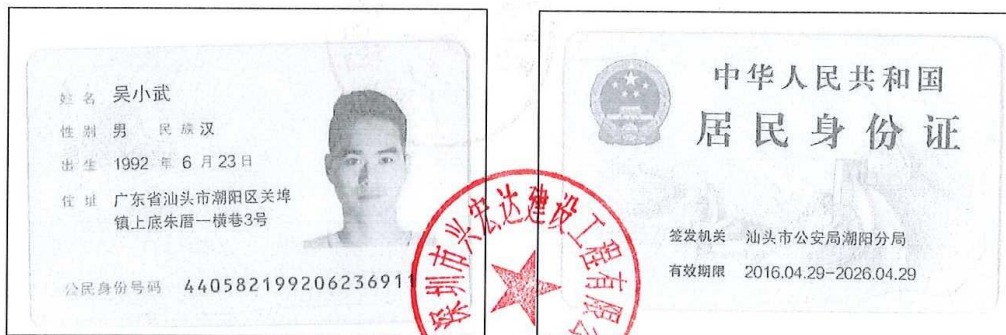 姓名 吴小武
性别 男 民族 汉
出生 1992 年 6 月 23 日
住址 广东省汕头市潮阳区关埠
镇上底朱厝一横巷3号
公民身份号码 440582199206236911
中华人民共和国
居民身份证
签发机关 汕头市公安局潮阳分局
有效期限 2016.04.29-2026.04.29
深圳市兴宏达建设工程有限公